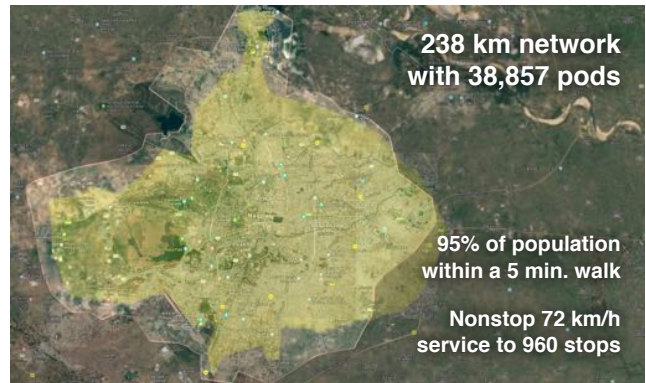 238 km network
with 38,857 pods
95% of population
within a 5 min. walk
Nonstop 72 km/h
service to 960 stops